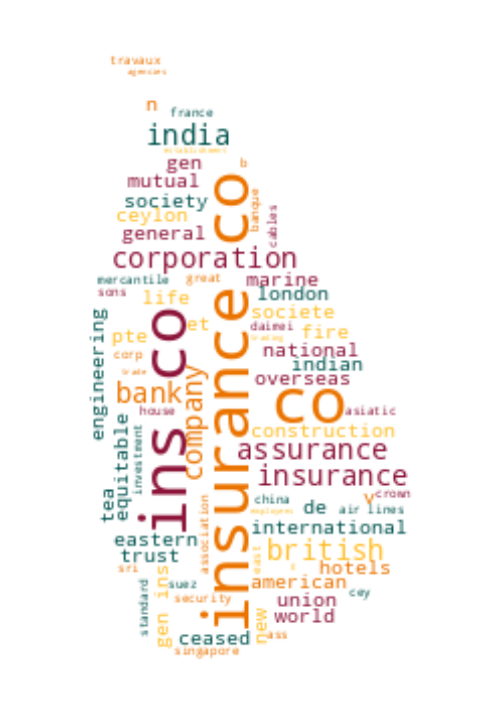 travaux
agencies
n
france
india
establishment
gen
b
mutual
society
banque
ceylon
cables
general
corporation
mercantile
great
marine
sons
life
london
societe
insurance co
ins co
et
daimei
fire
trading
engineering
pte
national
corp
indian
trade
overseas
bank
company
co
house
asiatic
equitable
investment
construction
assurance
insurance
tea
china
v
crown
employees
de
air lines
association
international
eastern
british
trust
east
sri
hotels
standard
gen ins
suez
american
cey
security
union
new
world
ceased
ass
singapore